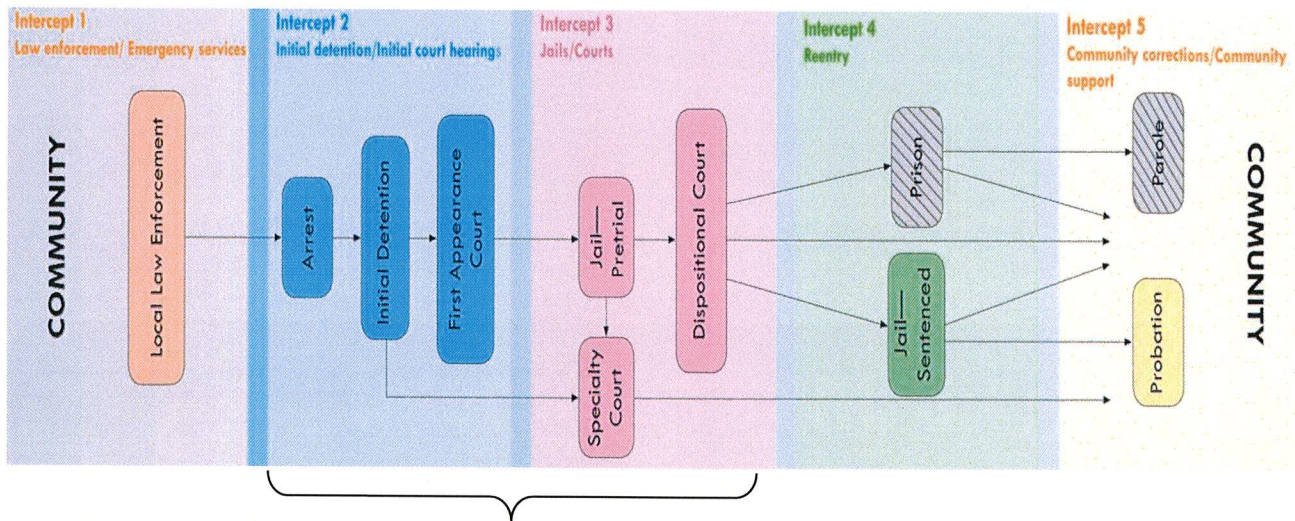 Intercept 1
Law enforcement/ Emergency services
Intercept 2
Initial detention/Initial court hearings
Intercept 3
Jails/Courts
Intercept 4
Reentry
Intercept 5
Community corrections/Community
support
COMMUNITY
Local Law Enforcement
Arrest
Initial Detention
First Appearance
Court
Jail—
Pretrial
Specialty
Court
Dispositional Court
Prison
Jail—
Sentenced
Parole
Probation
COMMUNITY